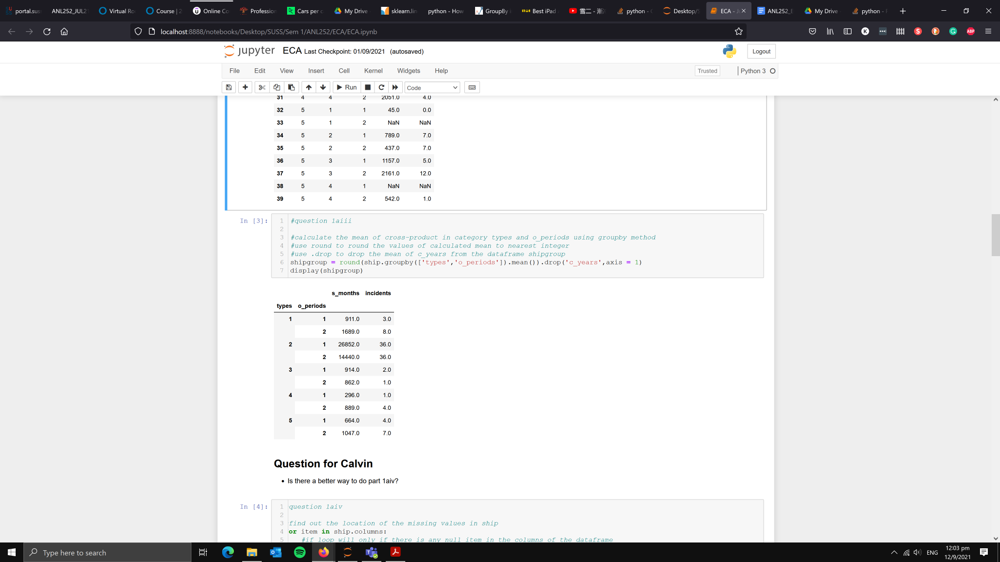 portal.sus
ANL252_JUL2
Virtual Ro
Course | 2
Online Co
Profession
Cars per c
My Drive
sklearn.lin
python - How
GroupBy
Best iPad
雪二 - 漸
python -
Desktop/S
ECA - J
ANL252_E
My Drive
python - F
localhost:8888/notebooks/Desktop/SUSS/Sem 1/ANL252/ECA/ECA.ipynb
jupyter ECA Last Checkpoint: 01/09/2021 (autosaved)
Logout
File Edit View Insert Cell Kernel Widgets Help
Trusted
Python 3
Run
Code
31 4 4 2 2051.0 4.0
32 5 1 1 45.0 0.0
33 5 1 2 NaN NaN
34 5 2 1 789.0 7.0
35 5 2 2 437.0 7.0
36 5 3 1 1157.0 5.0
37 5 3 2 2161.0 12.0
38 5 4 1 NaN NaN
39 5 4 2 542.0 1.0
In [3]:
1 #question 1aiii
2
3 #calculate the mean of cross-product in category types and o_periods using groupby method
4 #use round to round the values of calculated mean to nearest integer
5 #use .drop to drop the mean of c_years from the dataframe shipgroup
6 shipgroup = round(ship.groupby(['types','o_periods']).mean()).drop('c_years',axis = 1)
7 display(shipgroup)
s_months incidents
types o_periods
1 1 911.0 3.0
2 1689.0 8.0
2 1 26852.0 36.0
2 14440.0 36.0
3 1 914.0 2.0
2 862.0 1.0
4 1 296.0 1.0
2 889.0 4.0
5 1 664.0 4.0
2 1047.0 7.0
Question for Calvin
• Is there a better way to do part 1aiv?
In [4]:
1 question 1aiv
2
3 find out the location of the missing values in ship
4 or item in ship.columns:
5 #if loop will only if there is any null item in the columns of the dataframe
Type here to search
ENG
12:03 pm
12/9/2021